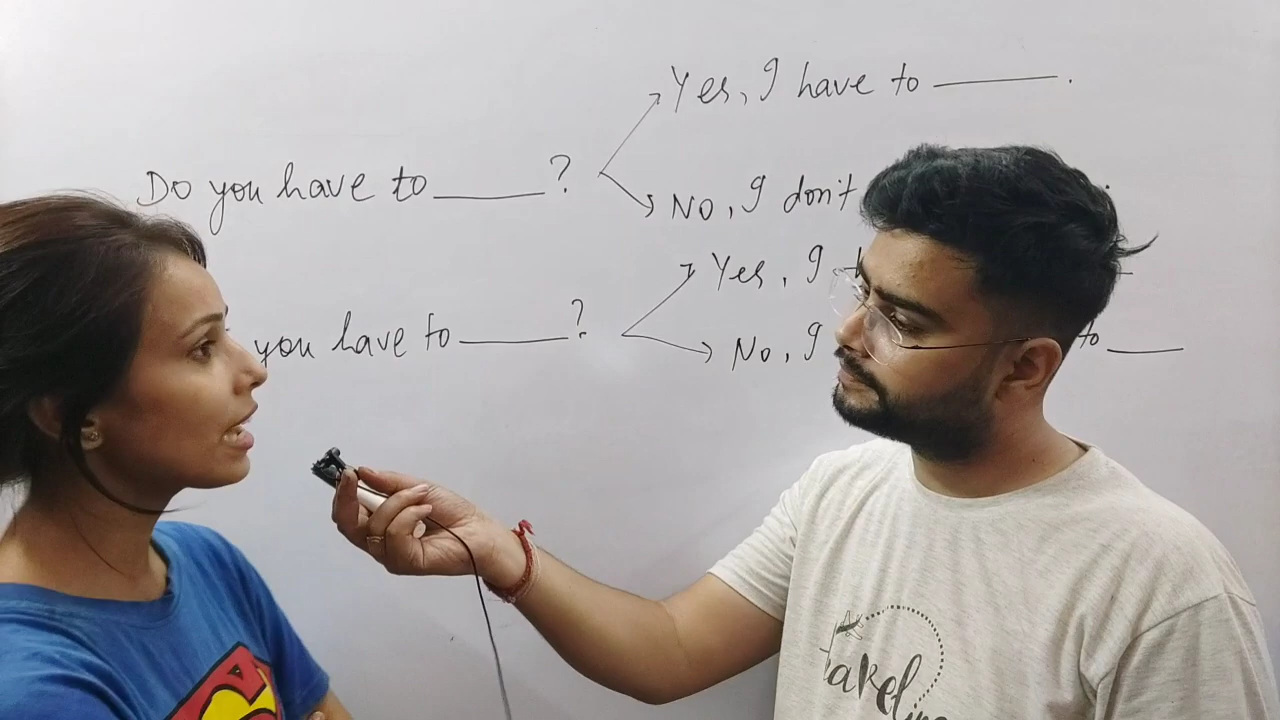 Yes, I have to ______.
Do you have to ______?
No, I don't
Yes, I
you have to ______?
No, I to ______
traveling